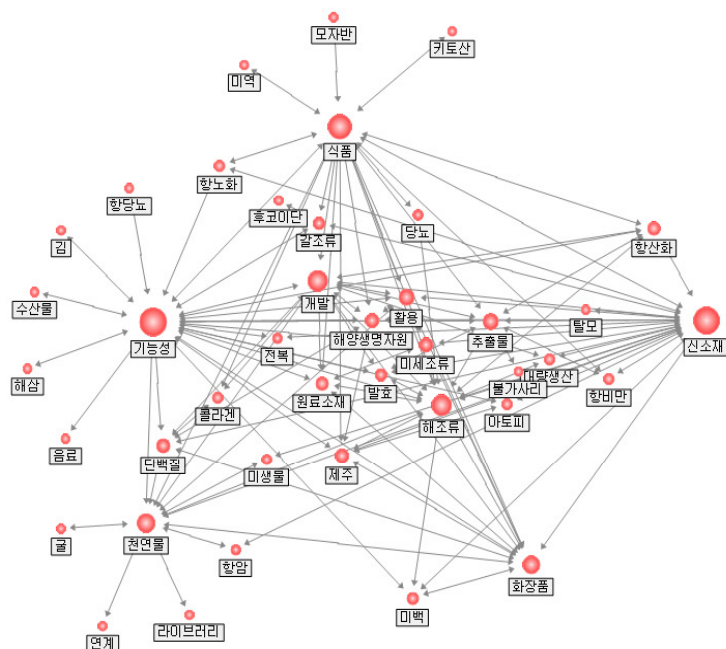 모자반
키토산
미역
식품
항노화
항당뇨
후코이단
갈조류
당뇨
항산화
김
개발
활용
수산물
기능성
해양생명자원
추출물
탈모
신소재
전복
미세조류
대량생산
해삼
원료소재
발효
불가사리
항비만
콜라겐
해조류
아토피
음료
단백질
미생물
제주
굴
천연물
항암
화장품
미백
연계
라이브러리